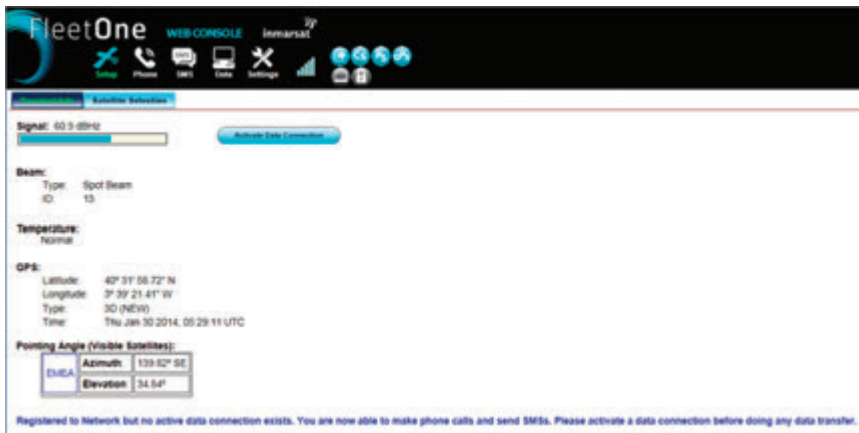 FleetOne WEB CONSOLE inmarsat
Setup Phone SMS Data Settings
Satellite Selection
Signal: 60.9 dBHz
Activate Data Connection
Beam:
Type: Spot Beam
ID: 13
Temperature:
Normal
GPS:
Latitude: 40° 31' 58.72" N
Longitude: 3° 39' 21.41" W
Type: 3D (NEW)
Time: Thu Jan 30 2014, 05:29:11 UTC
Pointing Angle (Visible Satellites):
EMEA Azimuth 139.62° SE
Elevation 34.64°
Registered to Network but no active data connection exists. You are now able to make phone calls and send SMSs. Please activate a data connection before doing any data transfer.